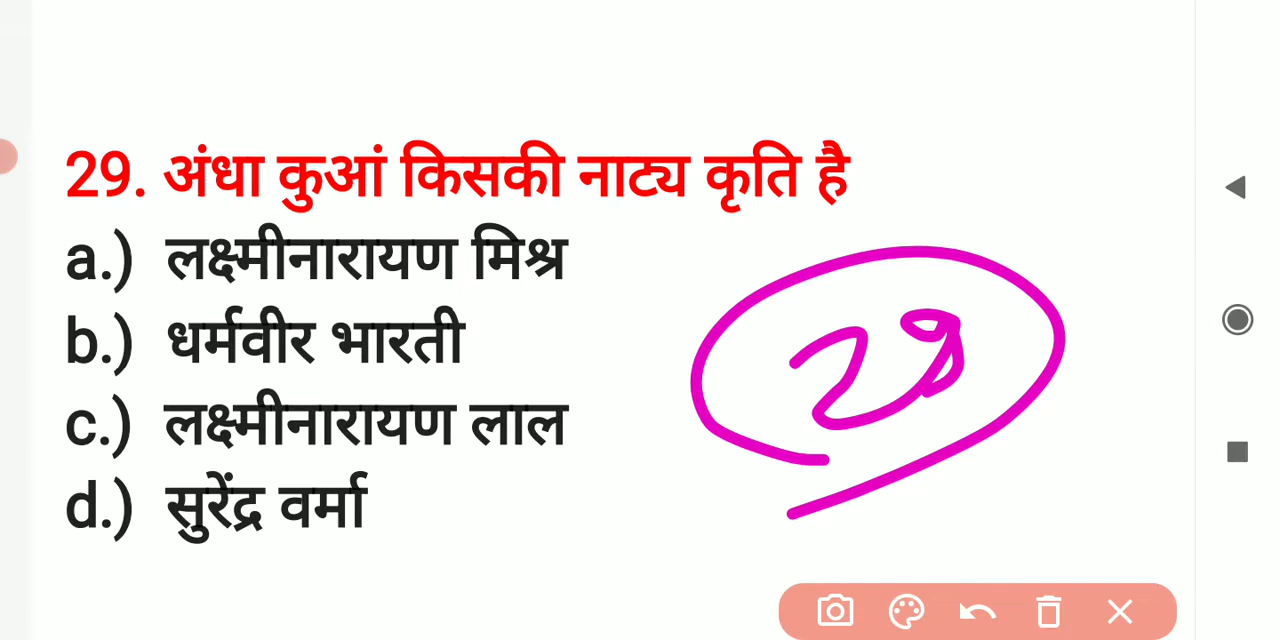 29. अंधा कुआं किसकी नाट्य कृति है
a.) लक्ष्मीनारायण मिश्र
b.) धर्मवीर भारती
c.) लक्ष्मीनारायण लाल
d.) सुरेंद्र वर्मा
29